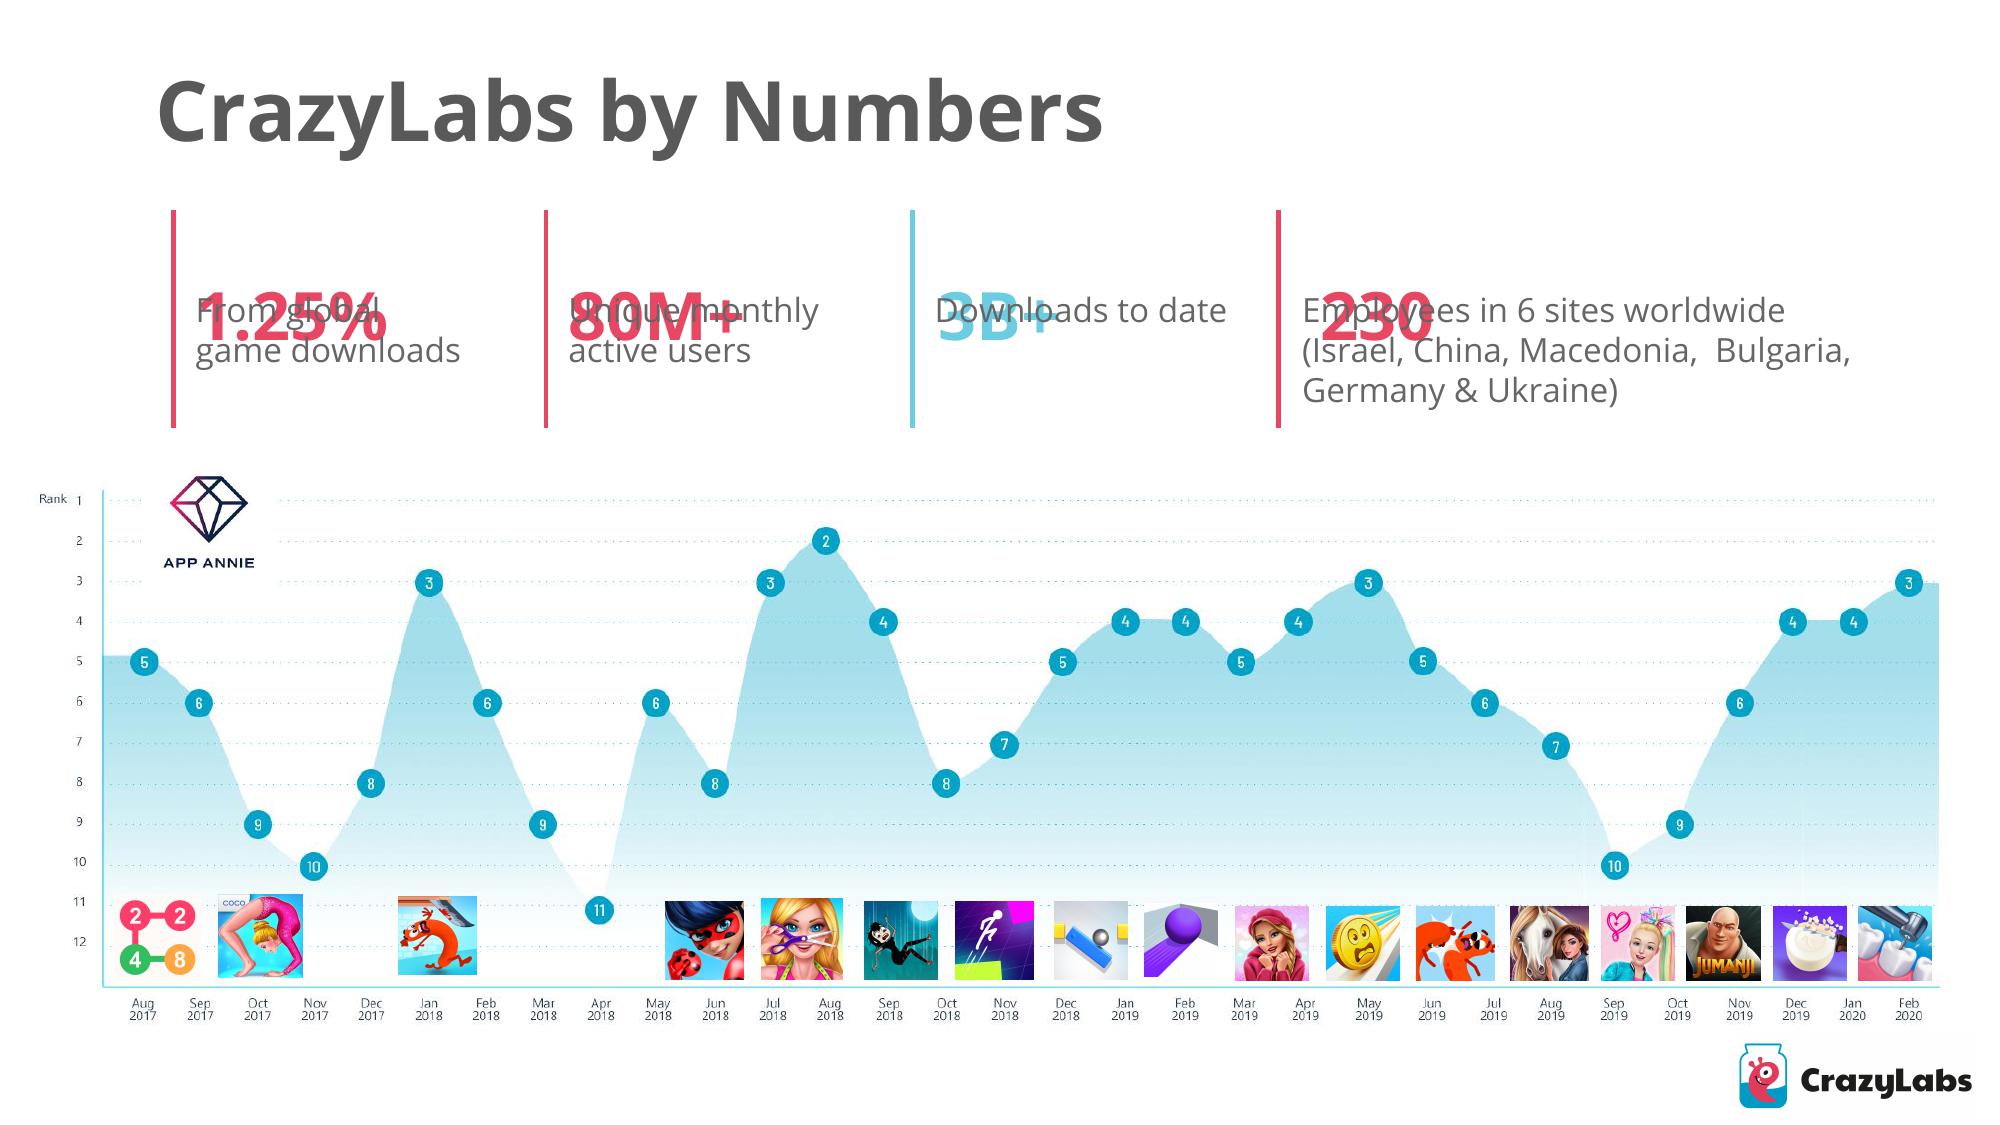 CrazyLabs by Numbers
1.25%
From global
game downloads
80M+
Unique monthly
active users
3B+
Downloads to date
230
Employees in 6 sites worldwide
(Israel, China, Macedonia,  Bulgaria,
Germany & Ukraine)
Rank 1
2
3
4
5
6
7
8
9
10
11
12
APP ANNIE
5
6
9
10
8
3
6
9
11
6
8
3
2
4
8
7
5
4
4
5
4
3
5
6
7
10
9
6
4
4
3
2 2
4 8
COCO
JUMANJI
Aug Sep Oct Nov Dec Jan Feb Mar Apr May Jun Jul Aug Sep Oct Nov Dec Jan Feb Mar Apr May Jun Jul Aug Sep Oct Nov Dec Jan Feb
2017 2017 2017 2017 2017 2018 2018 2018 2018 2018 2018 2018 2018 2018 2018 2018 2018 2019 2019 2019 2019 2019 2019 2019 2019 2019 2019 2019 2019 2020 2020
CrazyLabs